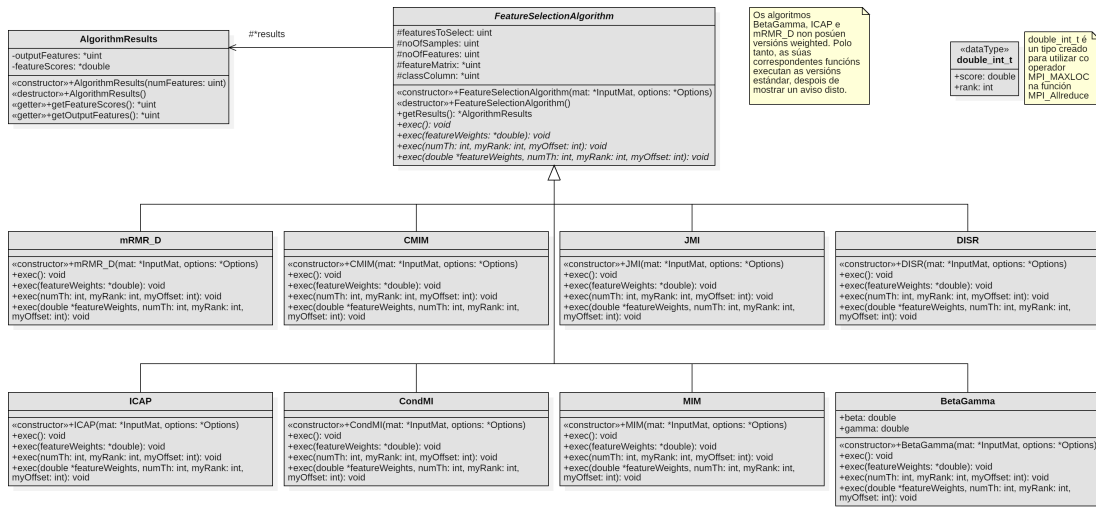 AlgorithmResults
-outputFeatures: *uint
-featureScores: *double
«constructor»+AlgorithmResults(numFeatures: uint)
«destructor»+AlgorithmResults()
«getter»+getFeatureScores(): *uint
«getter»+getOutputFeatures(): *uint
#*results
FeatureSelectionAlgorithm
#featuresToSelect: uint
#noOfSamples: uint
#noOfFeatures: uint
#featureMatrix: *uint
#classColumn: *uint
«constructor»+FeatureSelectionAlgorithm(mat: *InputMat, options: *Options)
«destructor»+FeatureSelectionAlgorithm()
+getResults(): *AlgorithmResults
+exec(): void
+exec(featureWeights: *double): void
+exec(numTh: int, myRank: int, myOffset: int): void
+exec(double *featureWeights, numTh: int, myRank: int, myOffset: int): void
Os algoritmos
BetaGamma, ICAP e
mRMR_D non posúen
versións weighted. Polo
tanto, as súas
correspondentes funcións
executan as versións
estándar, despois de
mostrar un aviso disto.
«dataType»
double_int_t
+score: double
+rank: int
double_int_t é
un tipo creado
para utilizar co
operador
MPI_MAXLOC
na función
MPI_Allreduce
mRMR_D
«constructor»+mRMR_D(mat: *InputMat, options: *Options)
+exec(): void
+exec(featureWeights: *double): void
+exec(numTh: int, myRank: int, myOffset: int): void
+exec(double *featureWeights, numTh: int, myRank: int,
myOffset: int): void
CMIM
«constructor»+CMIM(mat: *InputMat, options: *Options)
+exec(): void
+exec(featureWeights: *double): void
+exec(numTh: int, myRank: int, myOffset: int): void
+exec(double *featureWeights, numTh: int, myRank: int,
myOffset: int): void
JMI
«constructor»+JMI(mat: *InputMat, options: *Options)
+exec(): void
+exec(featureWeights: *double): void
+exec(numTh: int, myRank: int, myOffset: int): void
+exec(double *featureWeights, numTh: int, myRank: int,
myOffset: int): void
DISR
«constructor»+DISR(mat: *InputMat, options: *Options)
+exec(): void
+exec(featureWeights: *double): void
+exec(numTh: int, myRank: int, myOffset: int): void
+exec(double *featureWeights, numTh: int, myRank: int,
myOffset: int): void
ICAP
«constructor»+ICAP(mat: *InputMat, options: *Options)
+exec(): void
+exec(featureWeights: *double): void
+exec(numTh: int, myRank: int, myOffset: int): void
+exec(double *featureWeights, numTh: int, myRank: int,
myOffset: int): void
CondMI
«constructor»+CondMI(mat: *InputMat, options: *Options)
+exec(): void
+exec(featureWeights: *double): void
+exec(numTh: int, myRank: int, myOffset: int): void
+exec(double *featureWeights, numTh: int, myRank: int,
myOffset: int): void
MIM
«constructor»+MIM(mat: *InputMat, options: *Options)
+exec(): void
+exec(featureWeights: *double): void
+exec(numTh: int, myRank: int, myOffset: int): void
+exec(double *featureWeights, numTh: int, myRank: int,
myOffset: int): void
BetaGamma
+beta: double
+gamma: double
«constructor»+BetaGamma(mat: *InputMat, options: *Options)
+exec(): void
+exec(featureWeights: *double): void
+exec(numTh: int, myRank: int, myOffset: int): void
+exec(double *featureWeights, numTh: int, myRank: int,
myOffset: int): void